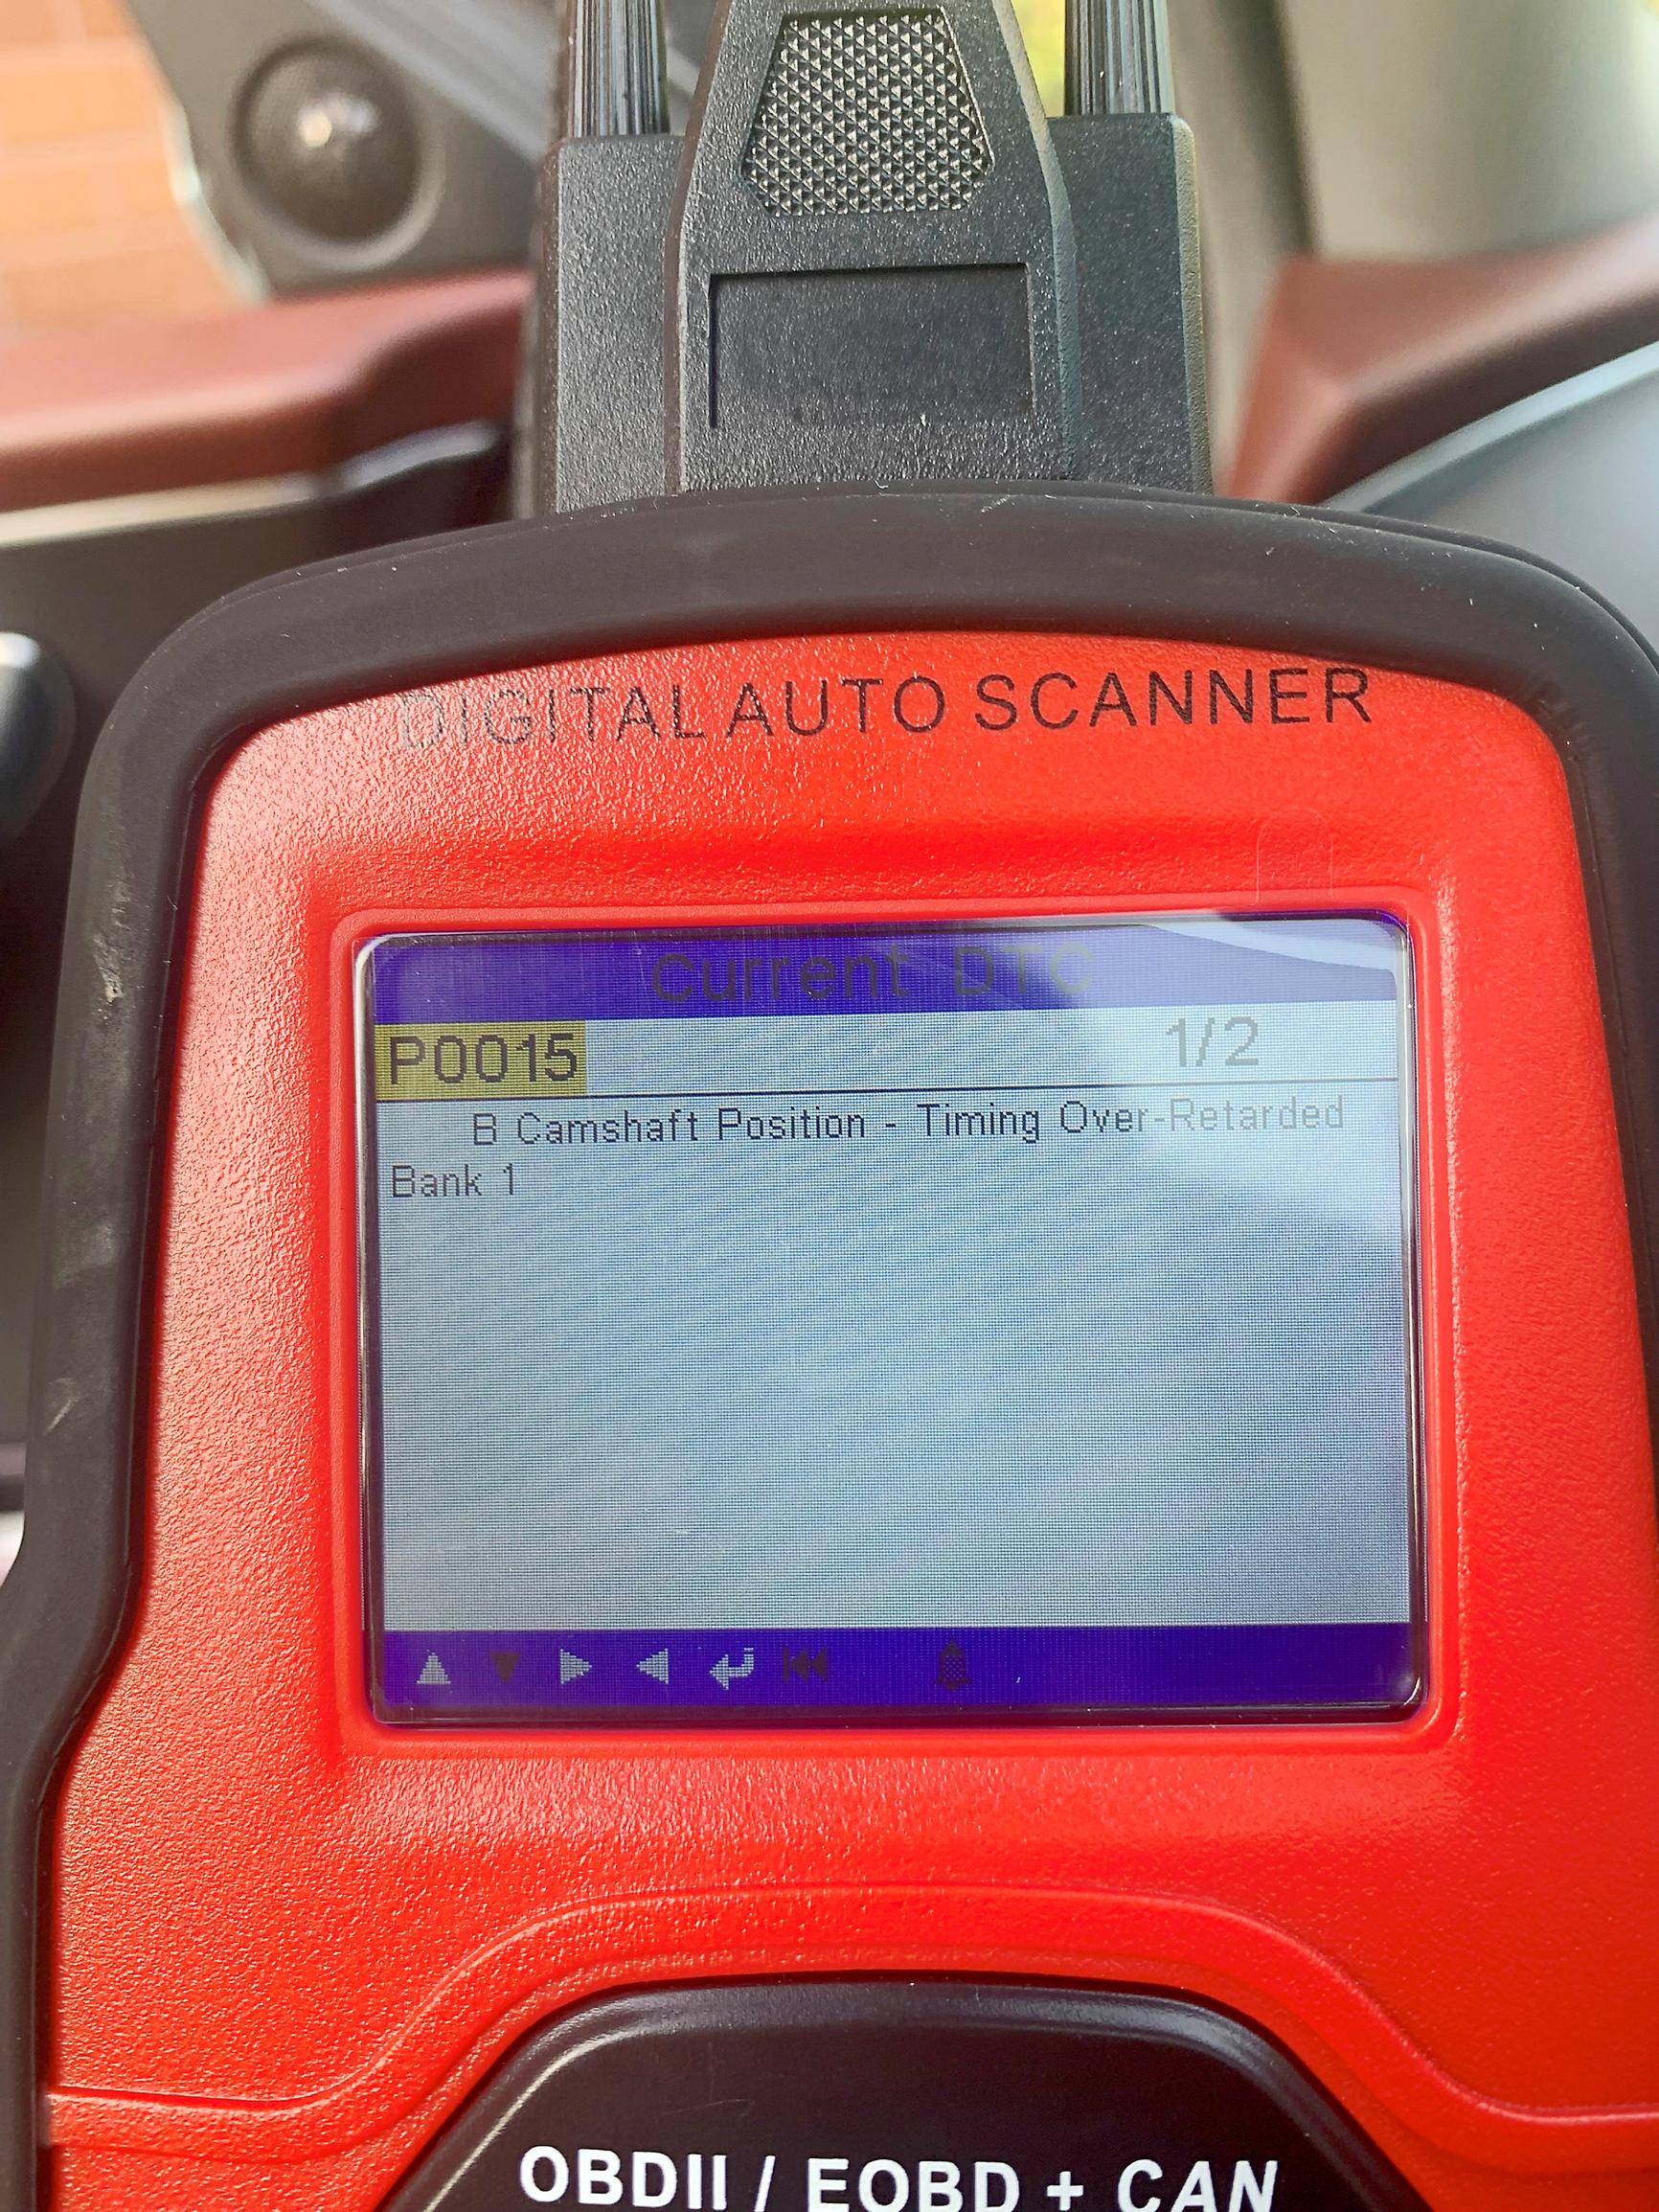 DIGITAL AUTO SCANNER
Current DTC
P0015 1/2
B Camshaft Position - Timing Over-Retarded
Bank 1
OBDII / EOBD + CAN